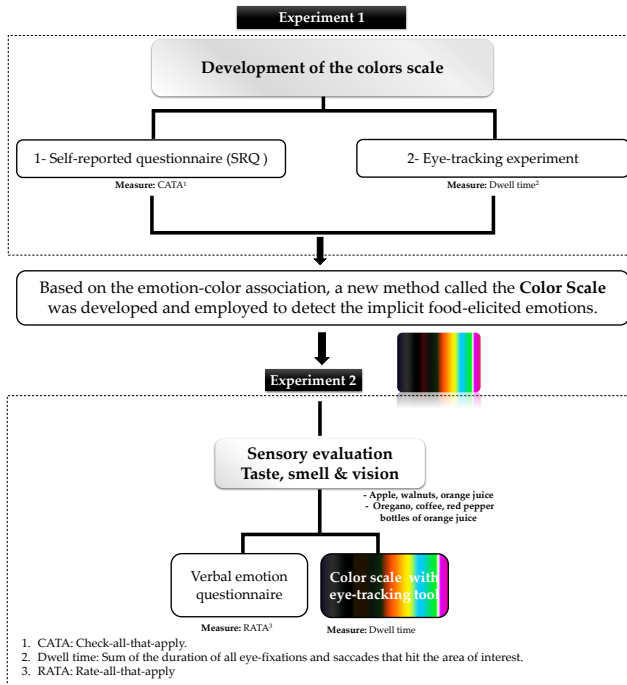 Experiment 1
Development of the colors scale
1- Self-reported questionnaire (SRQ )
2- Eye-tracking experiment
Measure: CATA¹
Measure: Dwell time²
Based on the emotion-color association, a new method called the Color Scale
was developed and employed to detect the implicit food-elicited emotions.
Experiment 2
Sensory evaluation
Taste, smell & vision
- Apple, walnuts, orange juice
- Oregano, coffee, red pepper
bottles of orange juice
Verbal emotion
questionnaire
Color scale with
eye-tracking tool
Measure: RATA³
Measure: Dwell time
1. CATA: Check-all-that-apply.
2. Dwell time: Sum of the duration of all eye-fixations and saccades that hit the area of interest.
3. RATA: Rate-all-that-apply